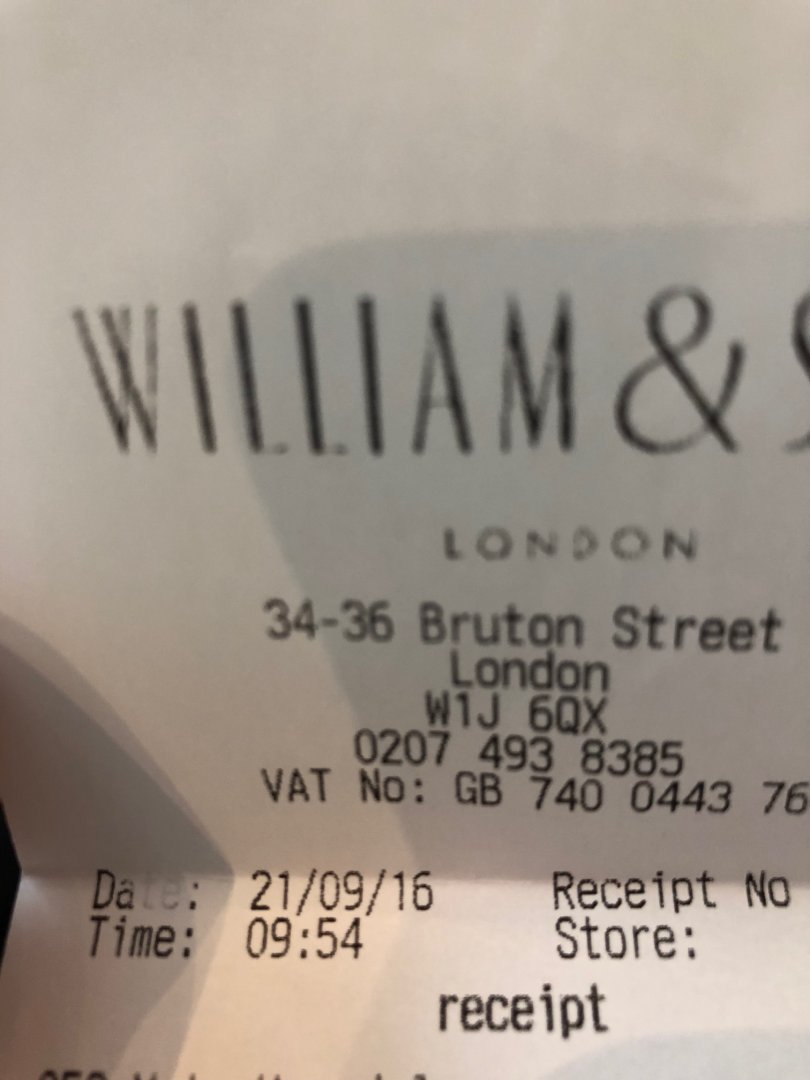 WILLIAM &
LONDON
34-36 Bruton Street
London
W1J 6QX
0207 493 8385
VAT No: GB 740 0443 76
Date: 21/09/16 Receipt No
Time: 09:54 Store:
receipt